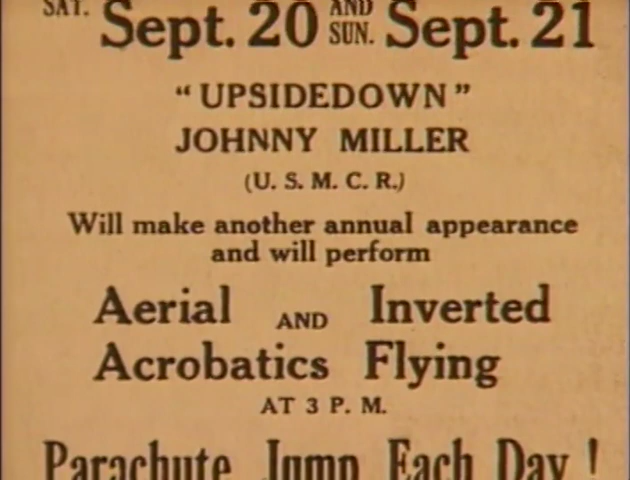 SAT. Sept. 20 AND SUN. Sept. 21
"UPSIDEDOWN"
JOHNNY MILLER
(U. S. M. C. R.)
Will make another annual appearance
and will perform
Aerial AND Inverted
Acrobatics Flying
AT 3 P. M.
Parachute Jump Each Day !